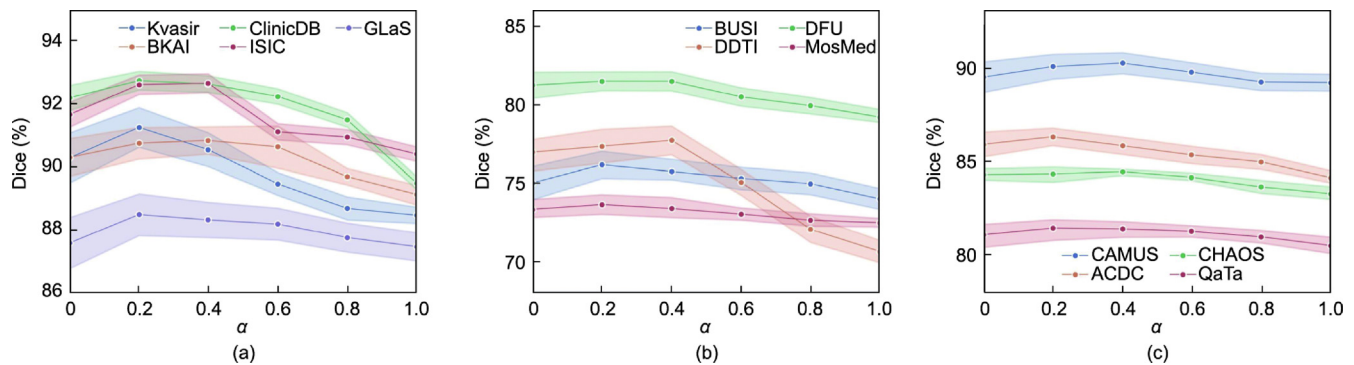 Kvasir ClinicDB GLaS
BKAI ISIC
94
92
90
88
86
Dice (%)
0 0.2 0.4 0.6 0.8 1.0
α
(a)
BUSI DFU
DDTI MosMed
85
80
75
70
Dice (%)
0 0.2 0.4 0.6 0.8 1.0
α
(b)
90
85
80
Dice (%)
CAMUS CHAOS
ACDC QaTa
0 0.2 0.4 0.6 0.8 1.0
α
(c)